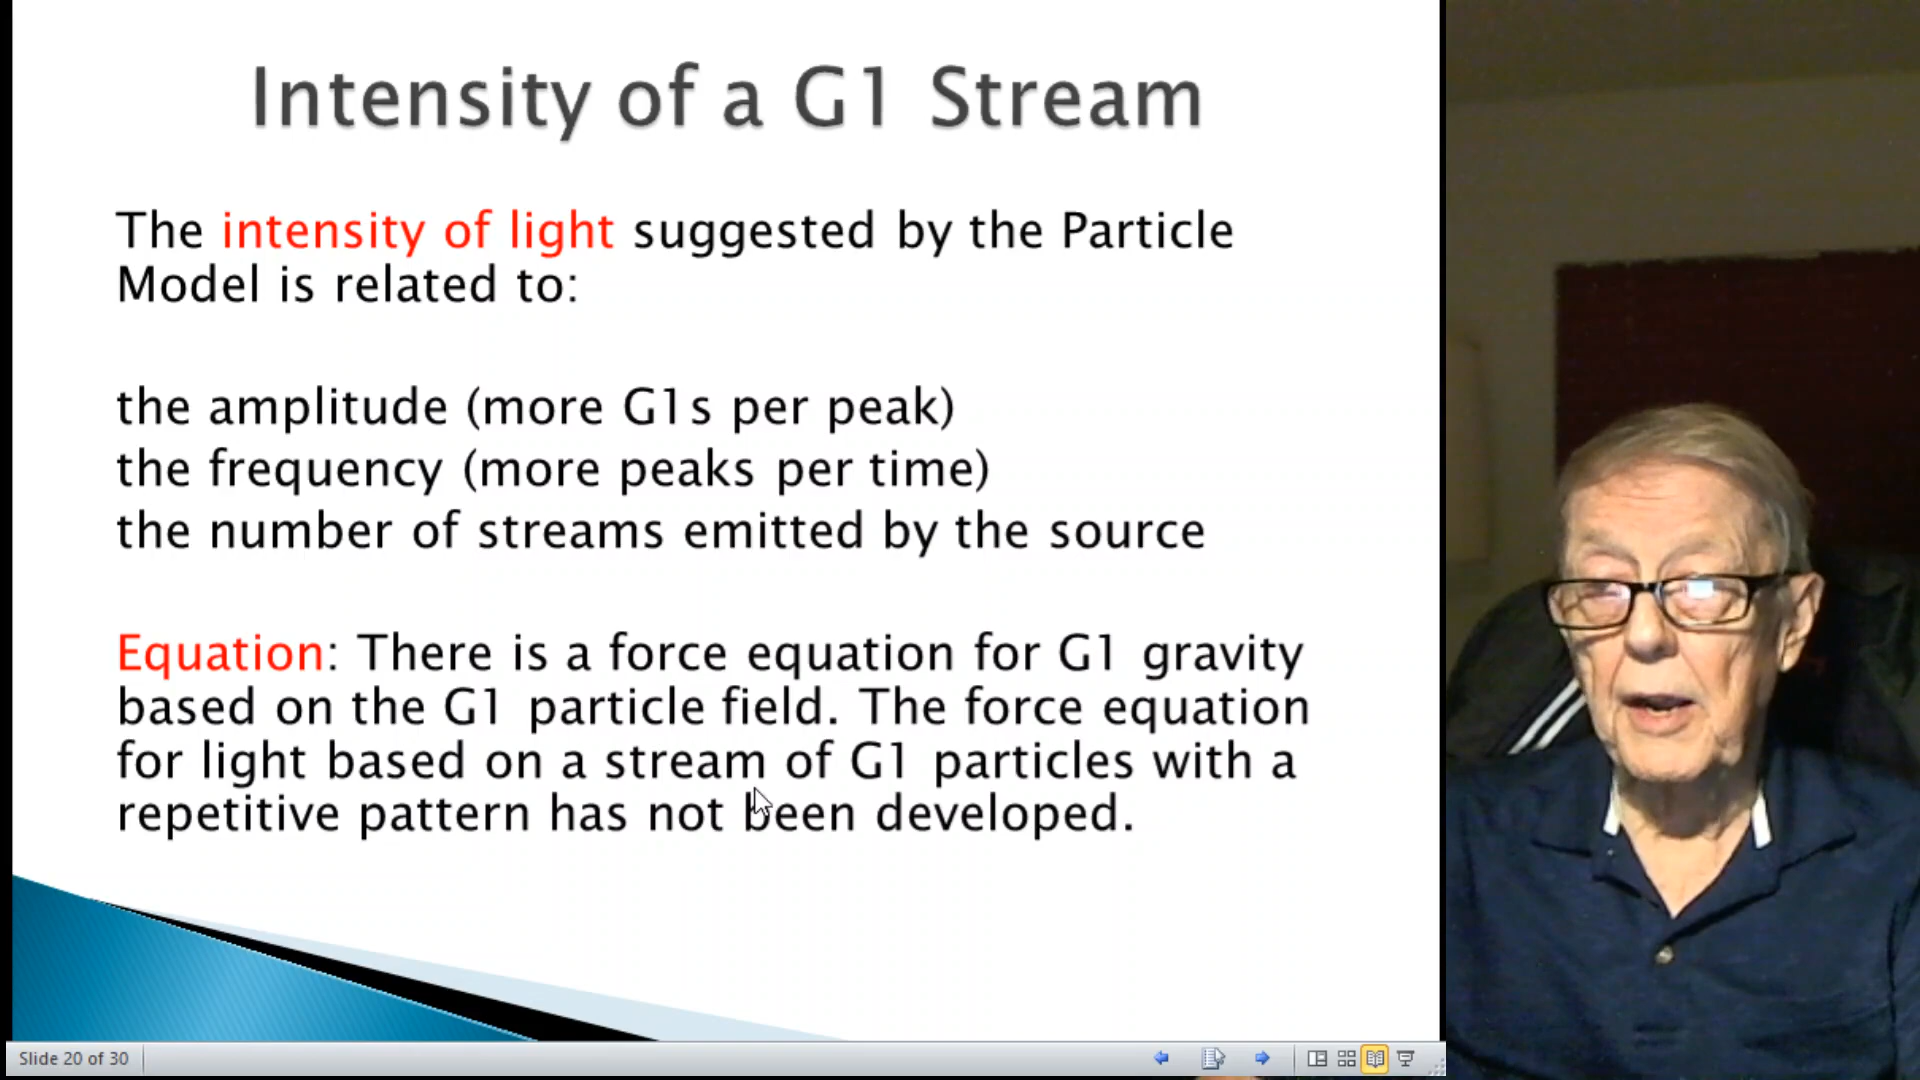 Intensity of a G1 Stream
The intensity of light suggested by the Particle
Model is related to:
the amplitude (more G1s per peak)
the frequency (more peaks per time)
the number of streams emitted by the source
Equation: There is a force equation for G1 gravity
based on the G1 particle field. The force equation
for light based on a stream of G1 particles with a
repetitive pattern has not been developed.
Slide 20 of 30